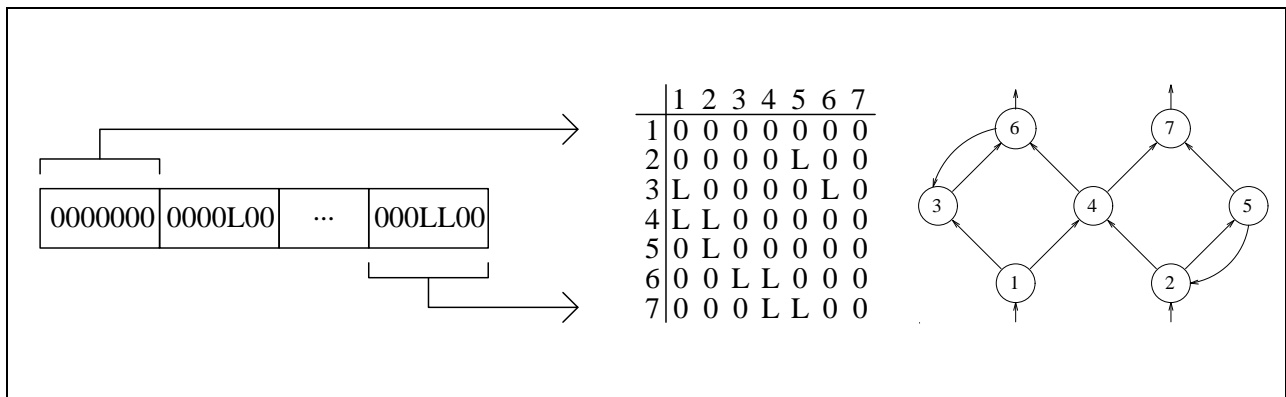 0000000 0000L00 ... 000LL00
1 2 3 4 5 6 7
1 0 0 0 0 0 0 0
2 0 0 0 0 L 0 0
3 L 0 0 0 0 L 0
4 L L 0 0 0 0 0
5 0 L 0 0 0 0 0
6 0 0 L L 0 0 0
7 0 0 0 L L 0 0
6 7
3 4 5
1 2